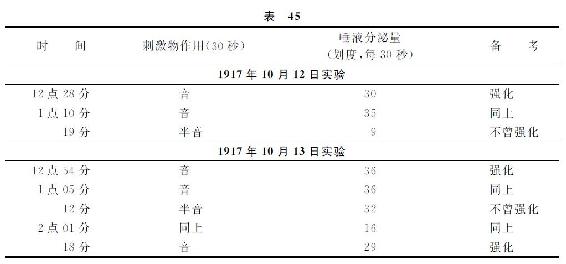 表 45
时 间 刺激物作用(30秒) 唾液分泌量(划度,每30秒) 备 考
1917年10月12日实验
12点28分 音 30 强化
1点10分 音 35 同上
19分 半音 9 不曾强化
1917年10月13日实验
12点54分 音 36 强化
1点05分 音 36 同上
12分 半音 32 不曾强化
2点01分 同上 16 同上
18分 音 29 强化